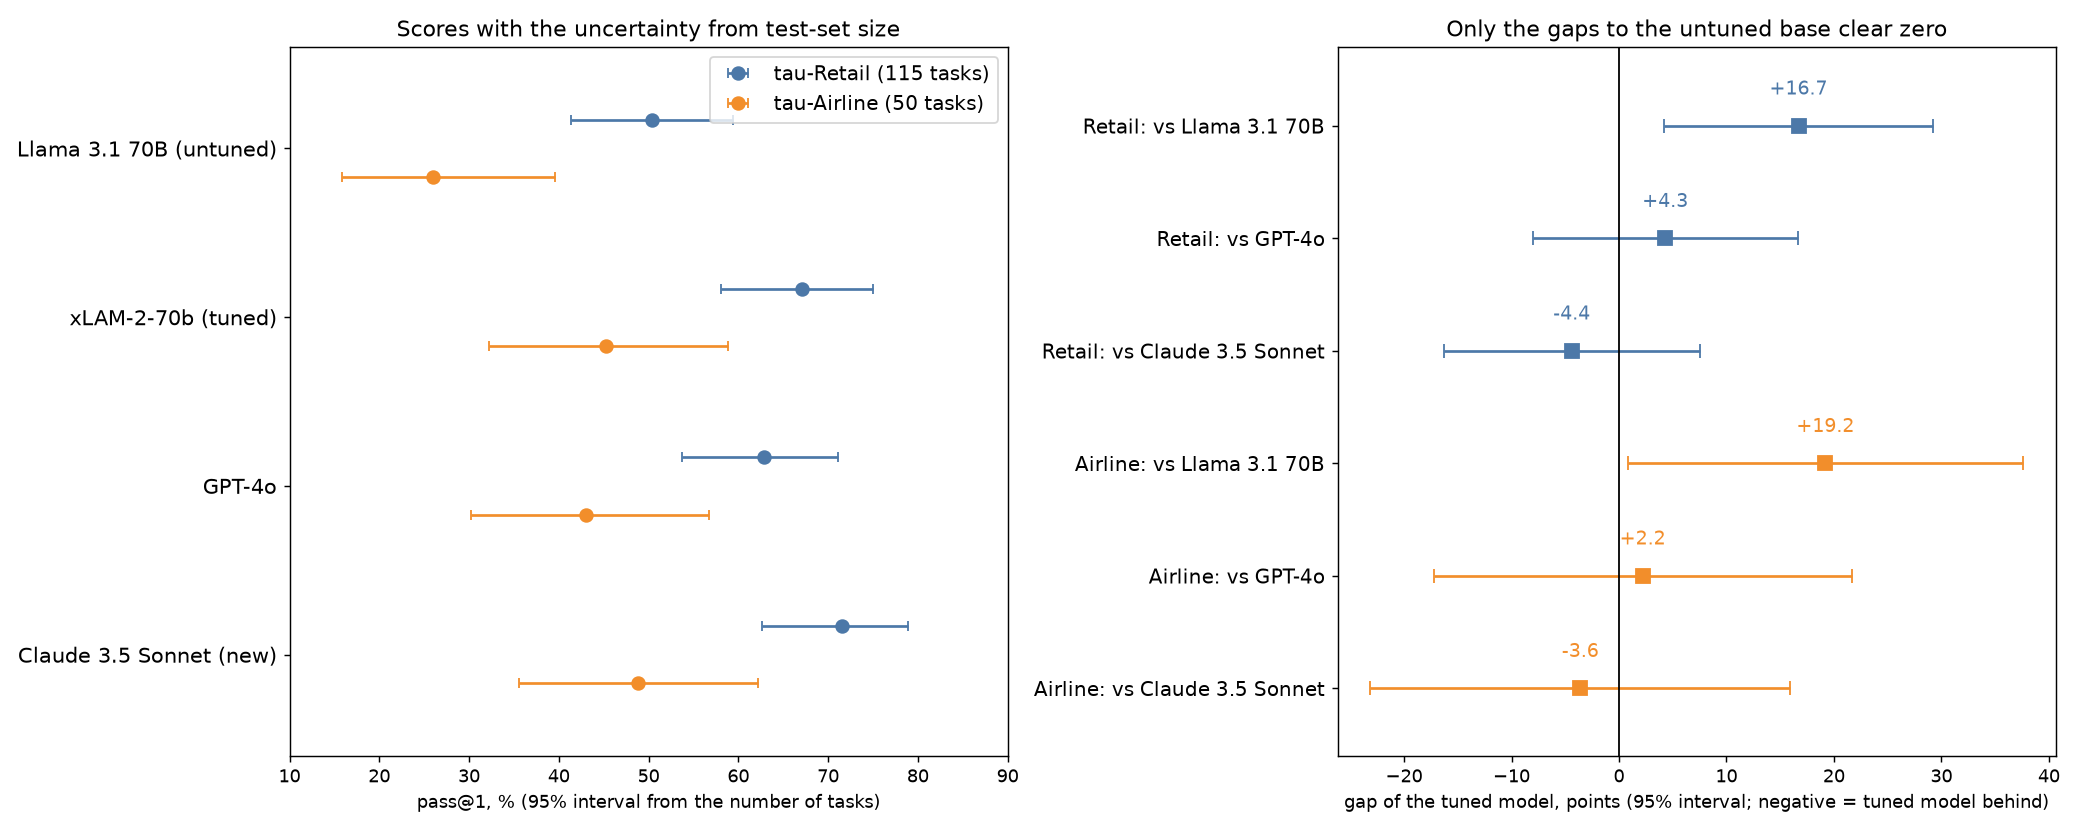 Scores with the uncertainty from test-set size
tau-Retail (115 tasks)
tau-Airline (50 tasks)
Llama 3.1 70B (untuned)
xLAM-2-70b (tuned)
GPT-4o
Claude 3.5 Sonnet (new)
10 20 30 40 50 60 70 80 90
pass@1, % (95% interval from the number of tasks)
Only the gaps to the untuned base clear zero
+16.7
Retail: vs Llama 3.1 70B
+4.3
Retail: vs GPT-4o
-4.4
Retail: vs Claude 3.5 Sonnet
+19.2
Airline: vs Llama 3.1 70B
+2.2
Airline: vs GPT-4o
-3.6
Airline: vs Claude 3.5 Sonnet
−20 −10 0 10 20 30 40
gap of the tuned model, points (95% interval; negative = tuned model behind)